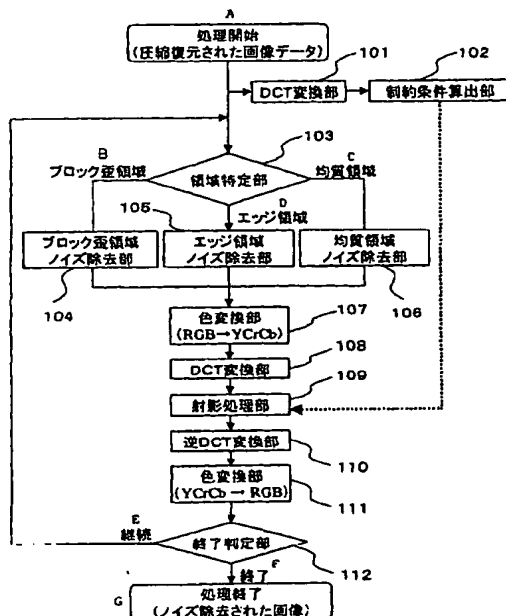 A
処理開始
(圧縮復元された画像データ)
101
102
DCT変換部
制約条件算出部
103
B
ブロック歪領域
領域特定部
C
均質領域
D
エッジ領域
105
ブロック歪領域
ノイズ除去部
エッジ領域
ノイズ除去部
均質領域
ノイズ除去部
104
106
色変換部
(RGB→YCrCb)
107
DCT変換部
108
射影処理部
109
逆DCT変換部
110
色変換部
(YCrCb → RGB)
111
E
継続
終了判定部
112
F
終了
G
処理終了
(ノイズ除去された画像)